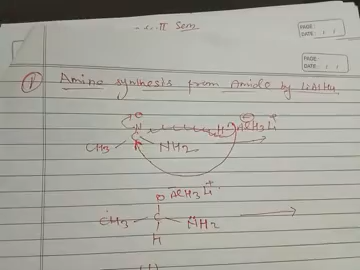 II Sem
PAGE:
DATE:
PAGE:
DATE:
① Amine synthesis from Amide by LiAlH4
O
CH3 C NH2 H AlH3 Li+
O AlH3 Li+
CH3 C NH2
H